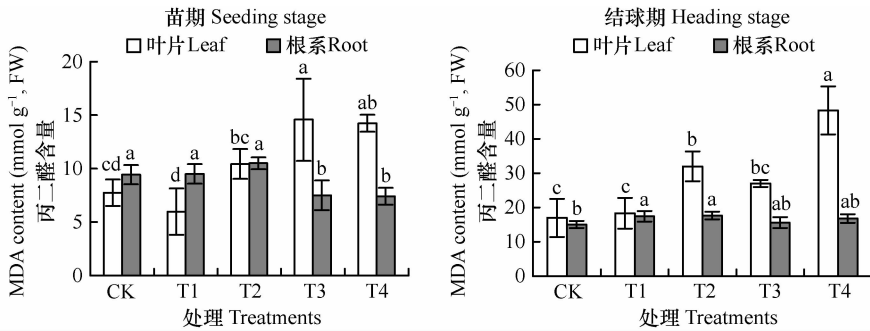 苗期 Seeding stage
叶片Leaf 根系Root
MDA content (mmol g⁻¹, FW)
丙二醛含量
20
15
10
5
0
cd a d a bc a a b ab b
CK T1 T2 T3 T4
处理 Treatments
结球期 Heading stage
叶片Leaf 根系Root
MDA content (mmol g⁻¹, FW)
丙二醛含量
60
50
40
30
20
10
0
c b c a b a bc ab a ab
CK T1 T2 T3 T4
处理 Treatments